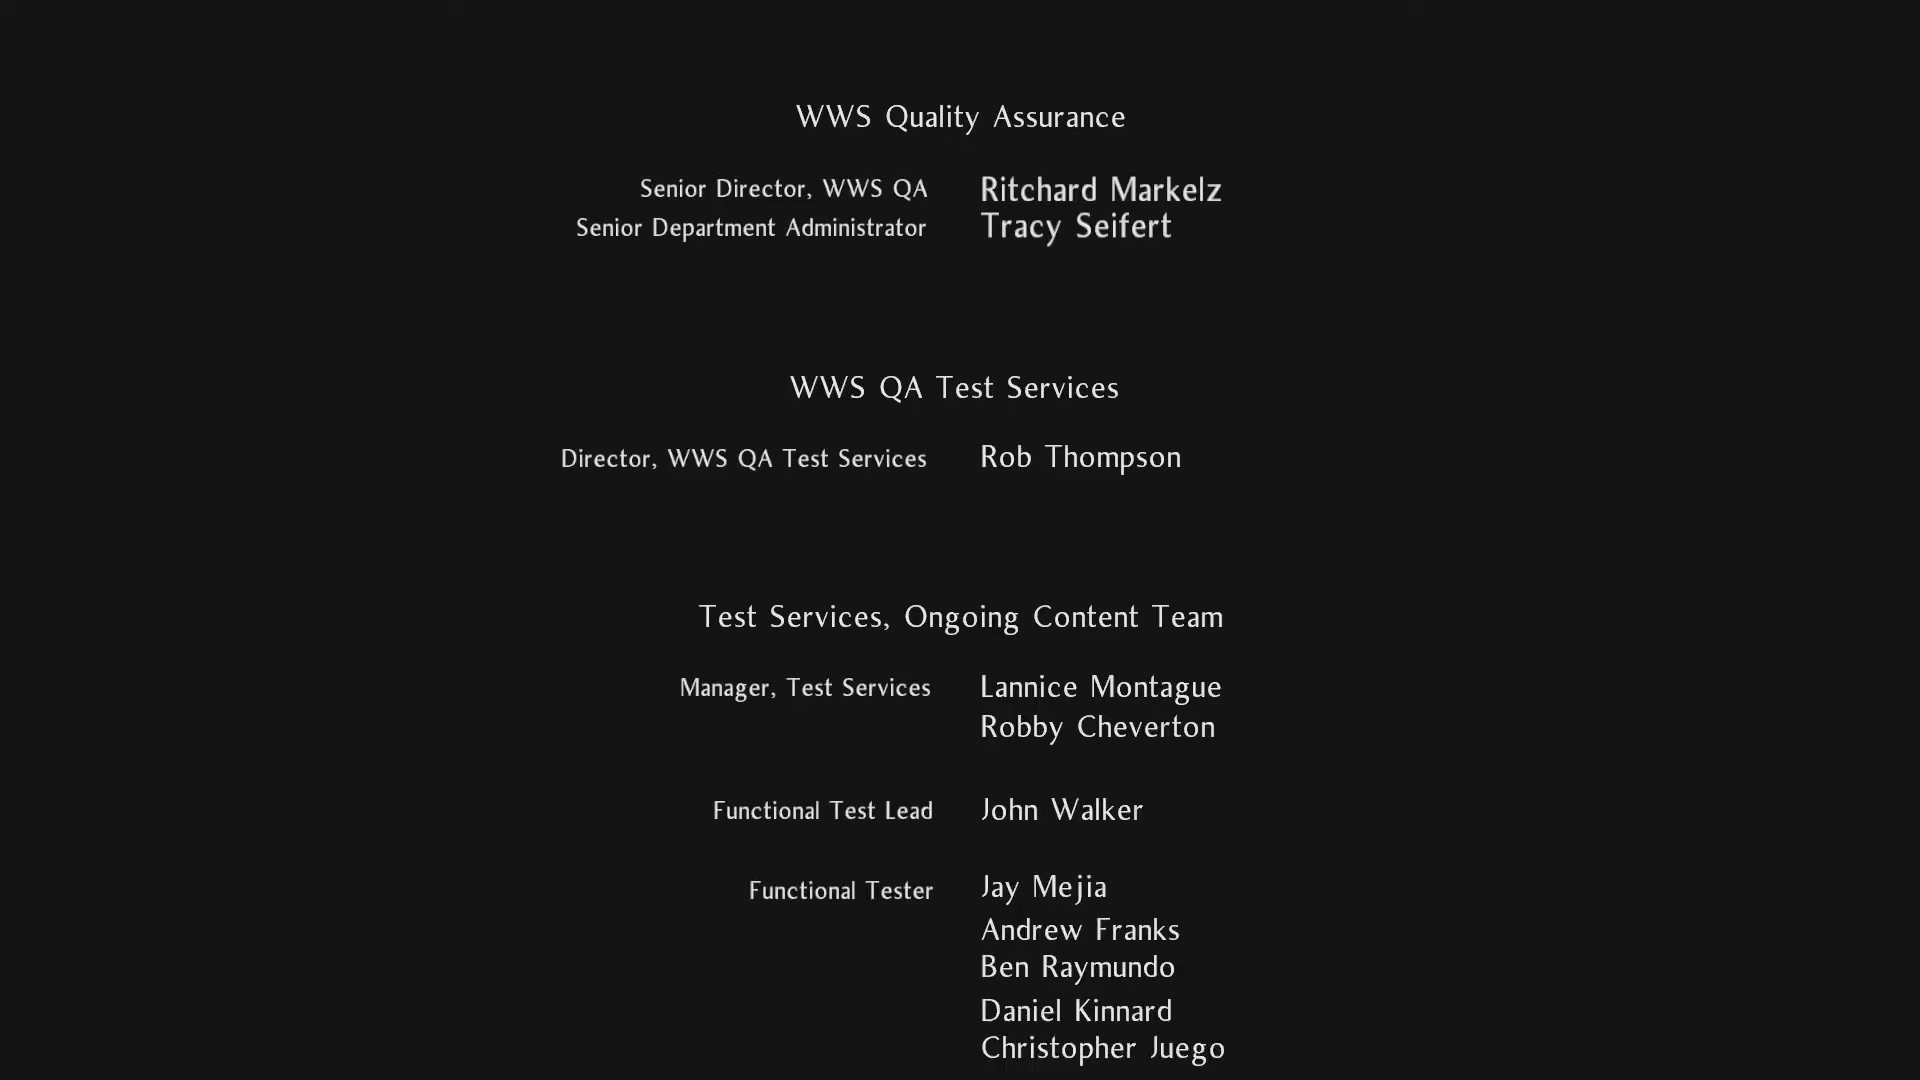 WWS Quality Assurance
Senior Director, WWS QA Ritchard Markelz
Senior Department Administrator Tracy Seifert
WWS QA Test Services
Director, WWS QA Test Services Rob Thompson
Test Services, Ongoing Content Team
Manager, Test Services Lannice Montague
Robby Cheverton
Functional Test Lead John Walker
Functional Tester Jay Mejia
Andrew Franks
Ben Raymundo
Daniel Kinnard
Christopher Juego